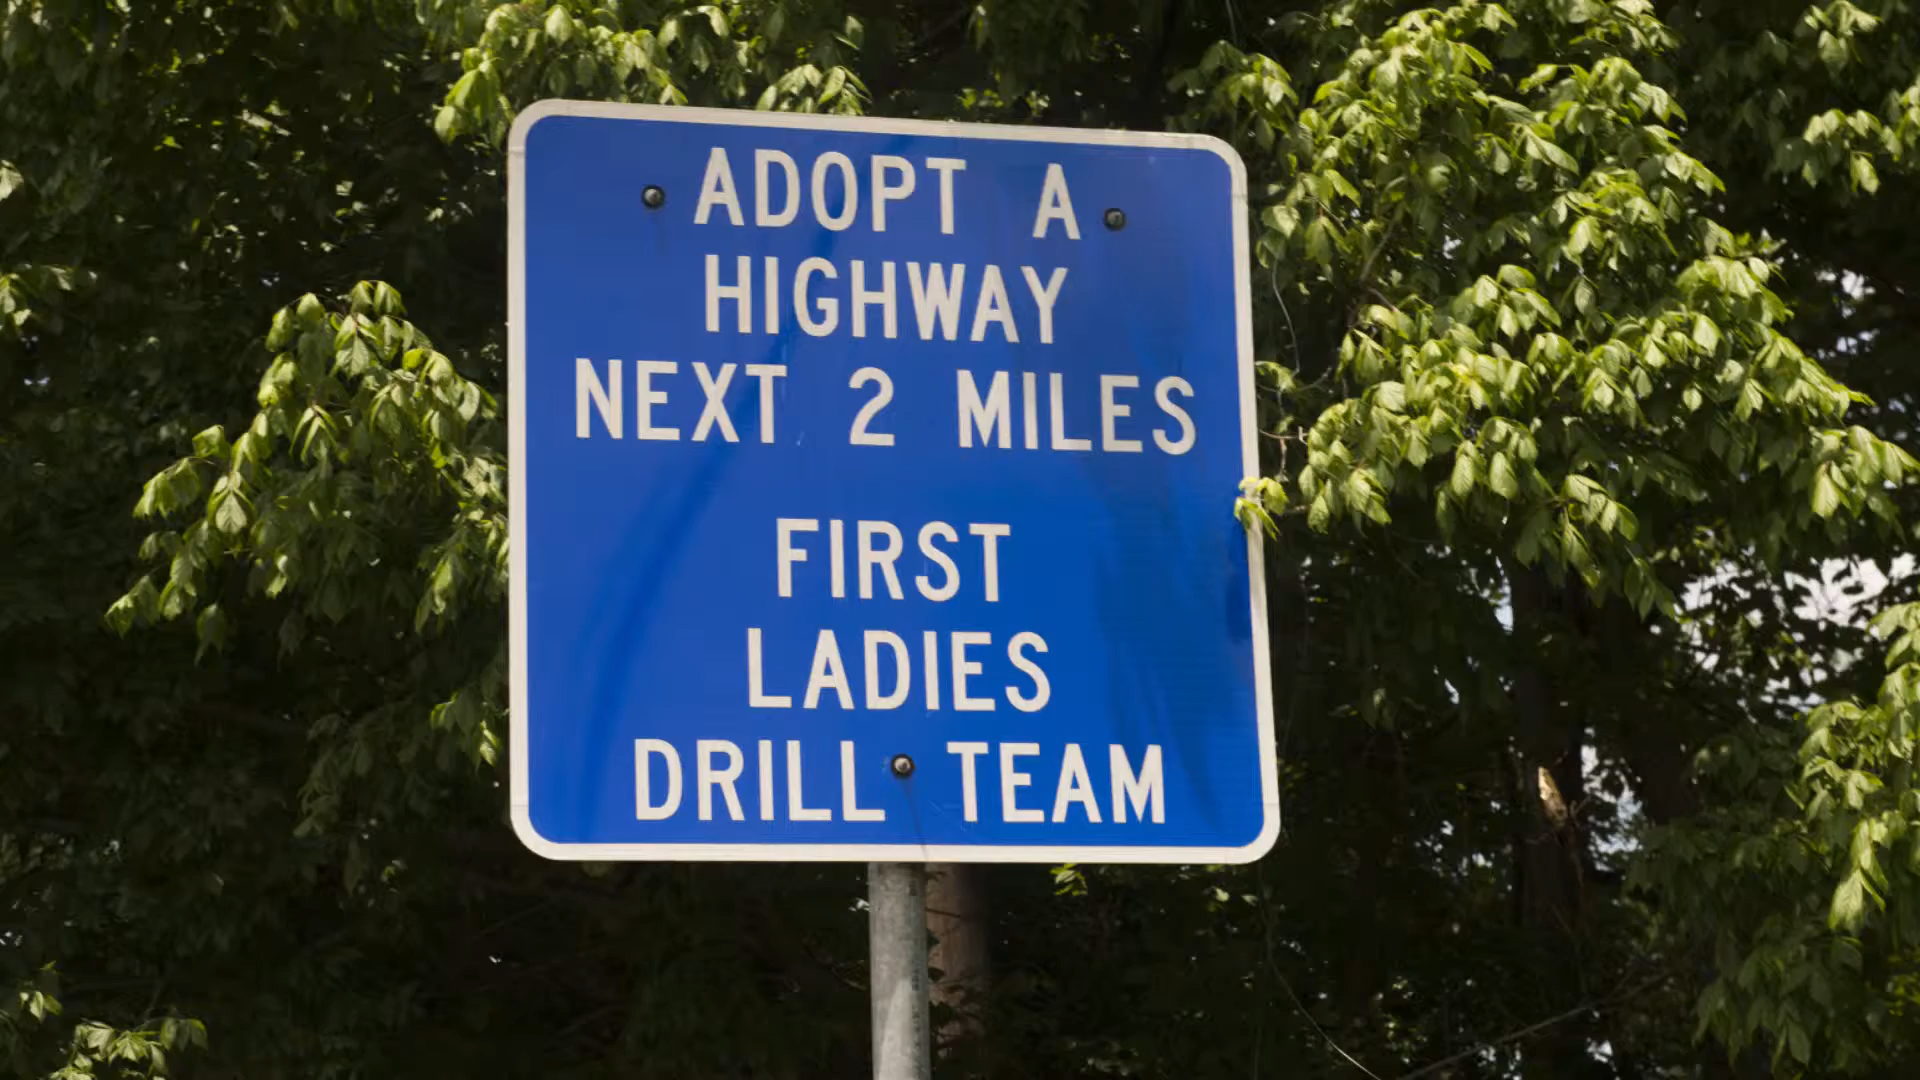 ADOPT A
HIGHWAY
NEXT 2 MILES
FIRST
LADIES
DRILL TEAM